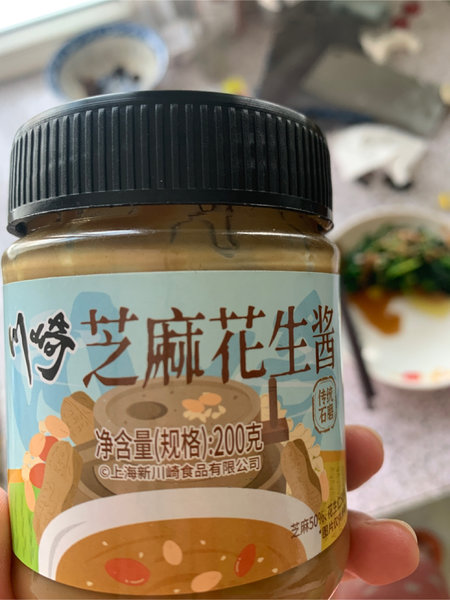 川崎
芝麻花生酱
传统
石磨
净含量(规格):200克
©上海新川崎食品有限公司
芝麻50%